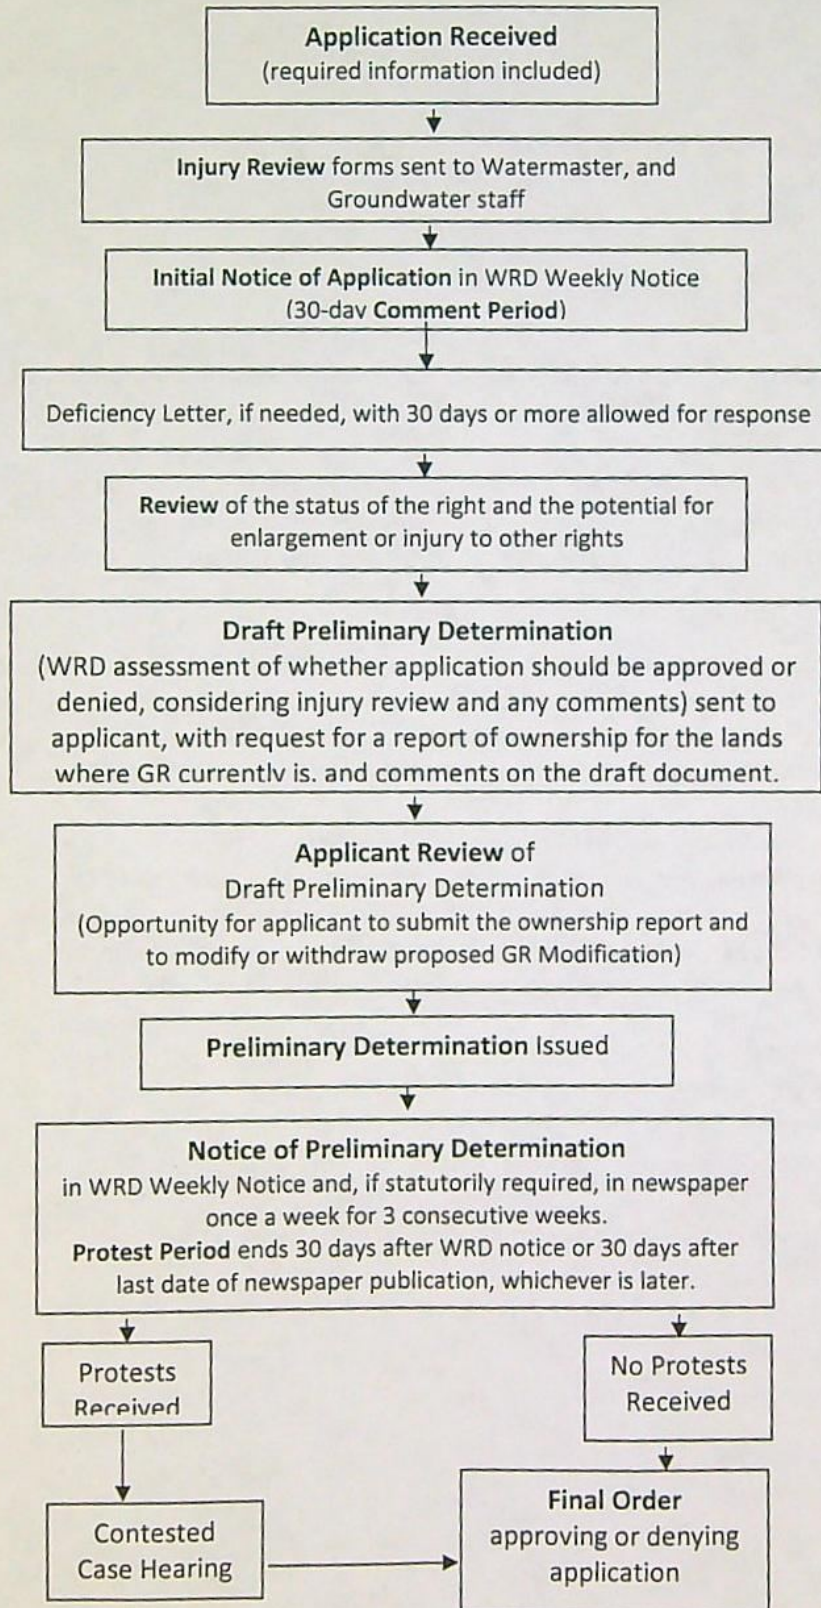 Application Received
(required information included)
Injury Review forms sent to Watermaster, and
Groundwater staff
Initial Notice of Application in WRD Weekly Notice
(30-day Comment Period)
Deficiency Letter, if needed, with 30 days or more allowed for response
Review of the status of the right and the potential for
enlargement or injury to other rights
Draft Preliminary Determination
(WRD assessment of whether application should be approved or
denied, considering injury review and any comments) sent to
applicant, with request for a report of ownership for the lands
where GR currently is. and comments on the draft document.
Applicant Review of
Draft Preliminary Determination
(Opportunity for applicant to submit the ownership report and
to modify or withdraw proposed GR Modification)
Preliminary Determination Issued
Notice of Preliminary Determination
in WRD Weekly Notice and, if statutorily required, in newspaper
once a week for 3 consecutive weeks.
Protest Period ends 30 days after WRD notice or 30 days after
last date of newspaper publication, whichever is later.
Protests
Received
No Protests
Received
Contested
Case Hearing
Final Order
approving or denying
application